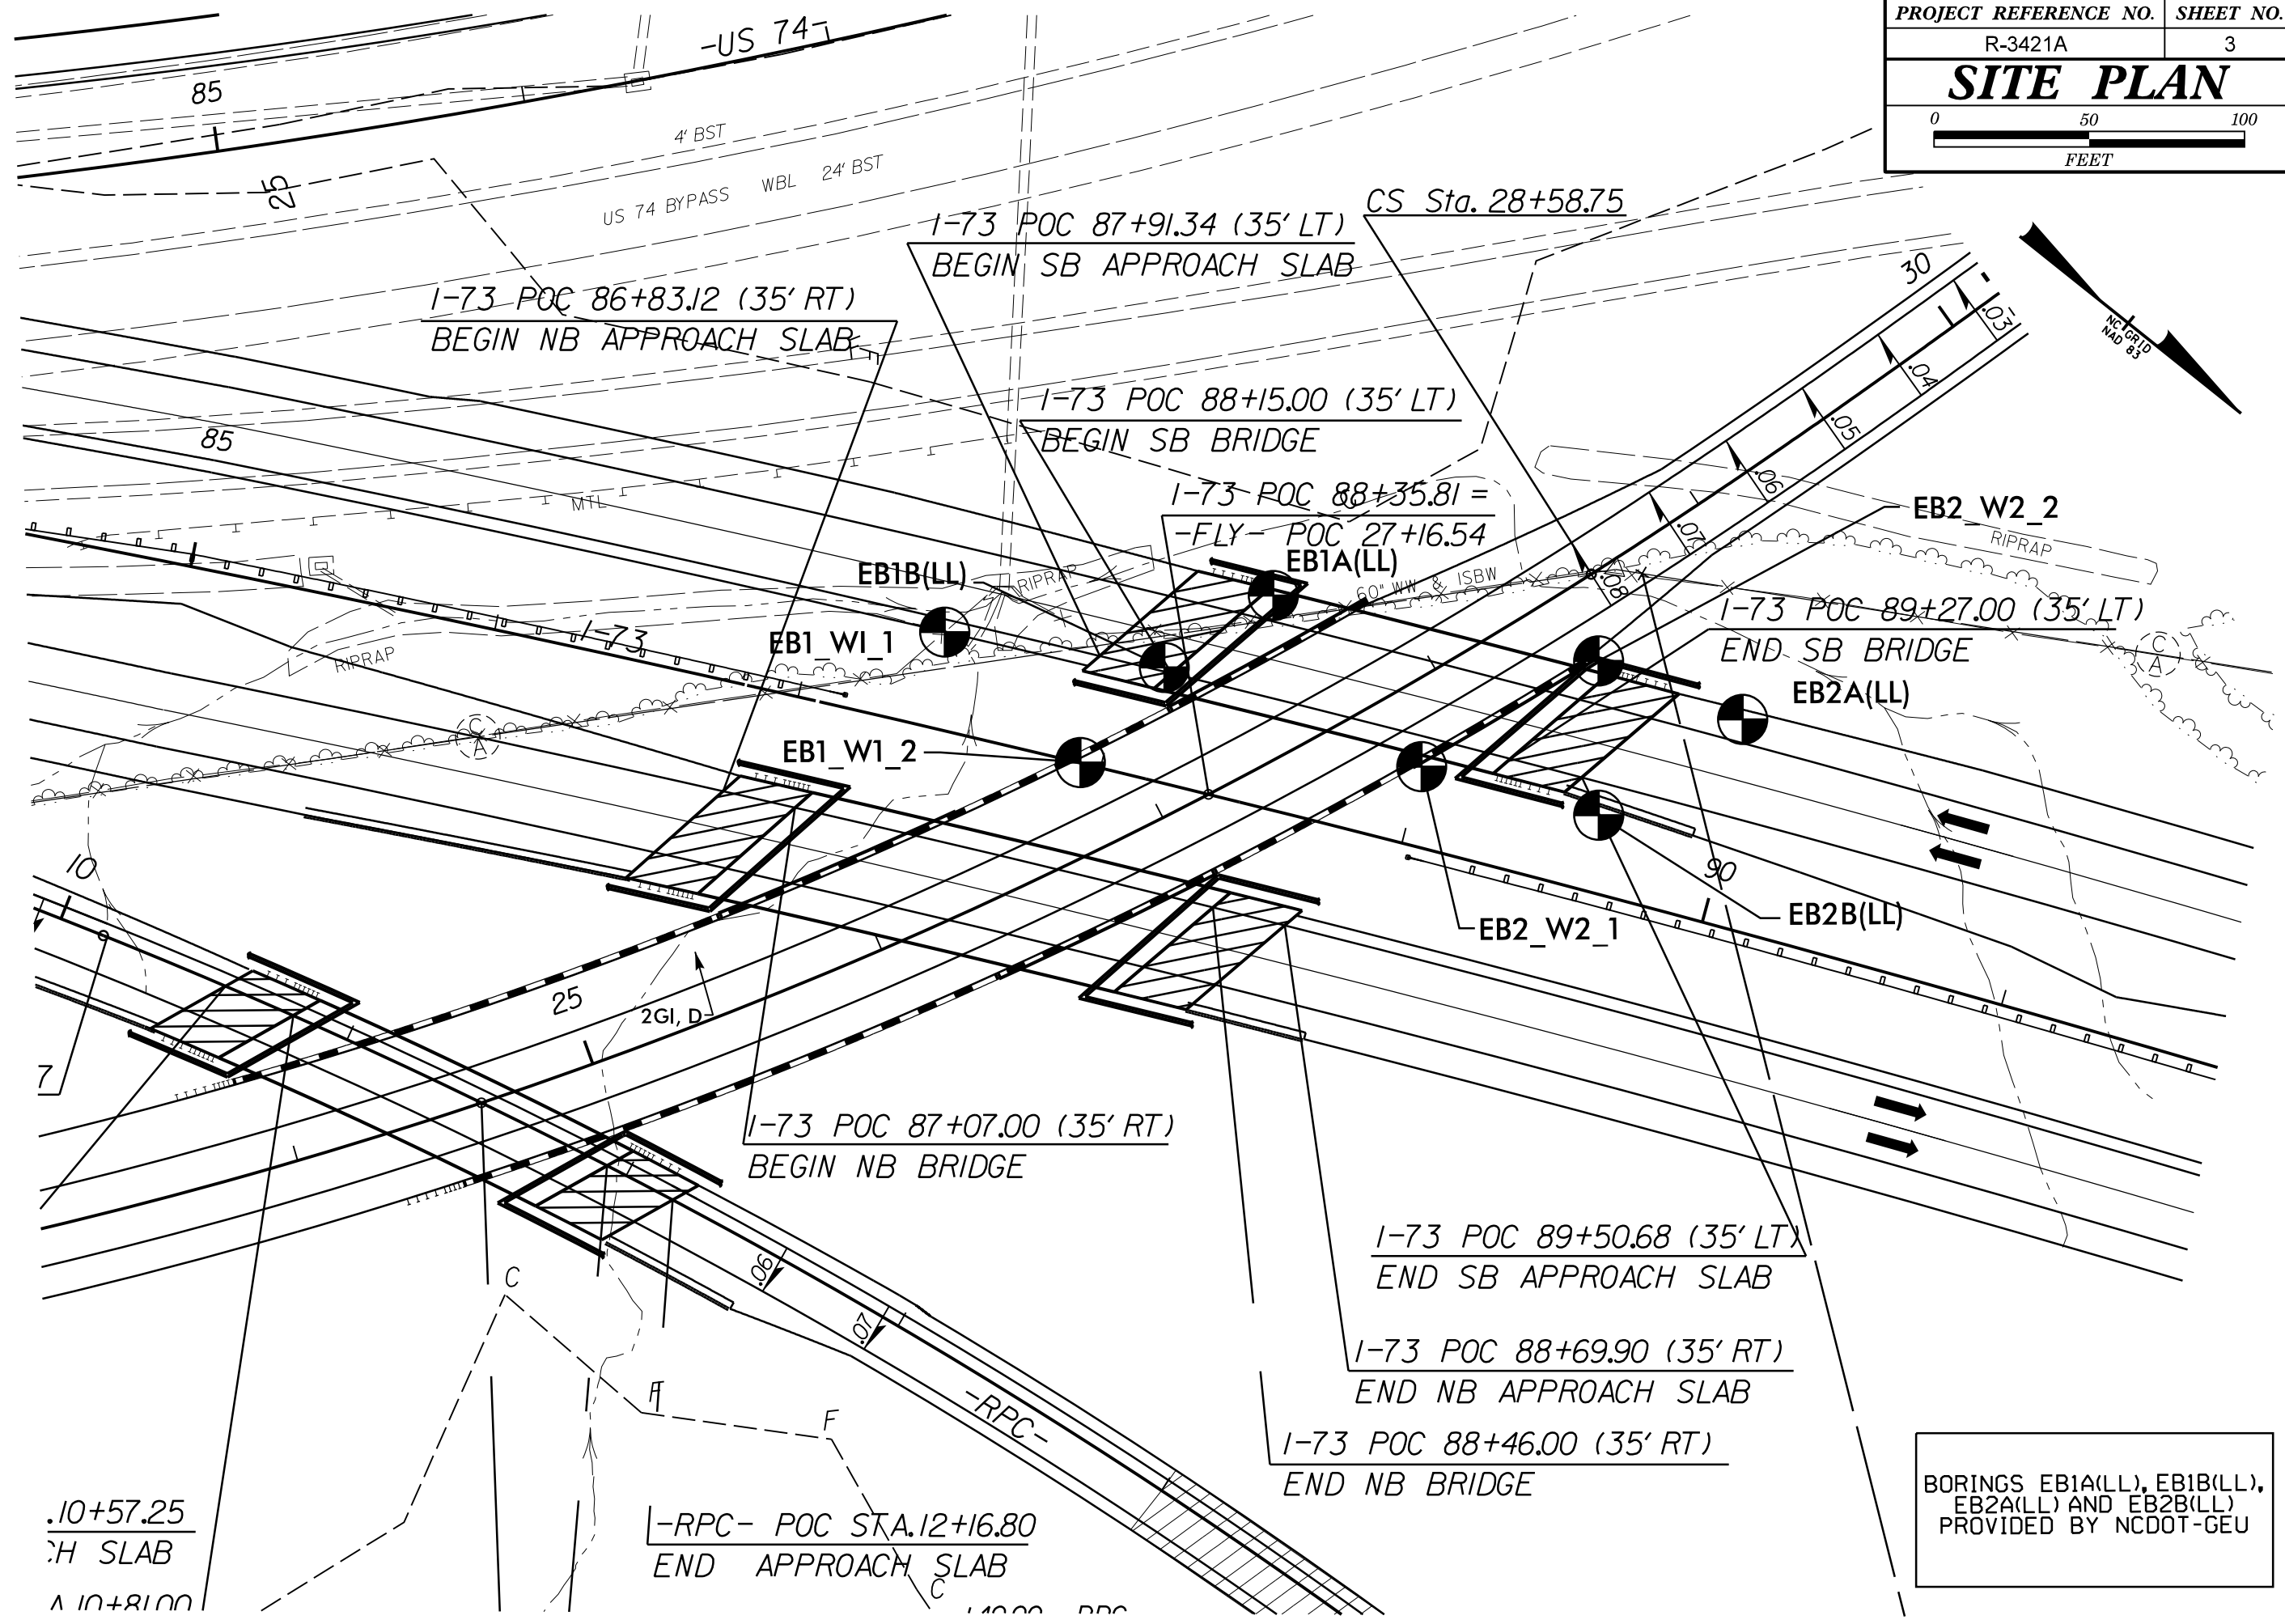 PROJECT REFERENCE NO. SHEET NO.
R-3421A 3
SITE PLAN
0 50 100
FEET
-US 74-
85
25
4' BST
US 74 BYPASS WBL 24' BST
I-73 POC 87+91.34 (35' LT)
BEGIN SB APPROACH SLAB
CS Sta. 28+58.75
30
I-73 POC 86+83.12 (35' RT)
BEGIN NB APPROACH SLAB
NC GRID
NAD 83
.03
.04
.05
.06
.07
.08
I-73 POC 88+15.00 (35' LT)
BEGIN SB BRIDGE
85
MTL
I-73 POC 88+35.81 =
-FLY- POC 27+16.54
EB2_W2_2
RIPRAP
EB1A(LL)
EB1B(LL)
RIPRAP
60" WW & ISBW
I-73 POC 89+27.00 (35' LT)
END SB BRIDGE
I-73
EB1_W1_1
RIPRAP
C
A
EB2A(LL)
C
A
EB1_W1_2
10
90
EB2B(LL)
EB2_W2_1
25
2GI, D
7
I-73 POC 87+07.00 (35' RT)
BEGIN NB BRIDGE
I-73 POC 89+50.68 (35' LT)
END SB APPROACH SLAB
.06
C
.07
I-73 POC 88+69.90 (35' RT)
END NB APPROACH SLAB
F
F
-RPC-
I-73 POC 88+46.00 (35' RT)
END NB BRIDGE
BORINGS EB1A(LL), EB1B(LL),
EB2A(LL) AND EB2B(LL)
PROVIDED BY NCDOT-GEU
.10+57.25
CH SLAB
-RPC- POC STA.12+16.80
END APPROACH SLAB
C
A 10+81.00